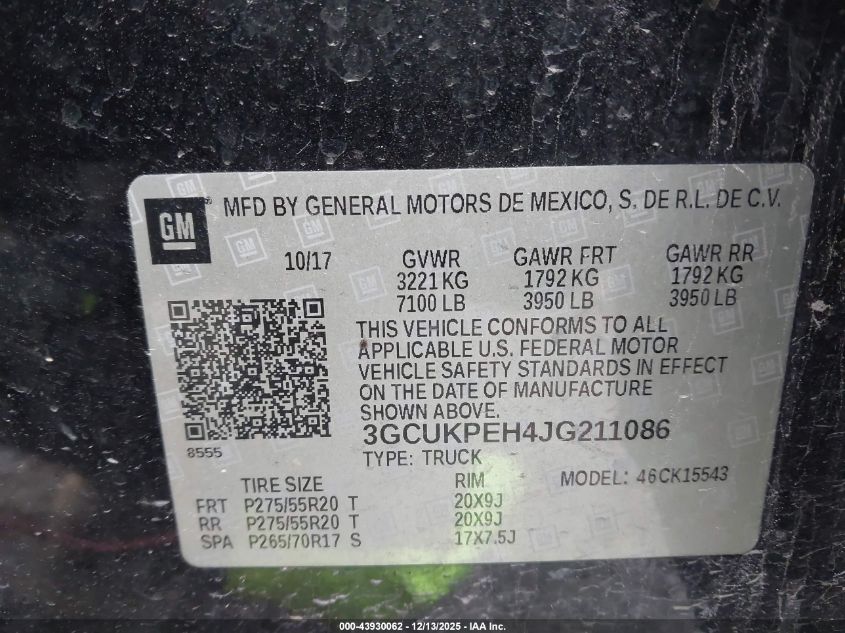 GM ® MFD BY GENERAL MOTORS DE MEXICO, S. DE R.L. DE C.V.
10/17 GVWR GAWR FRT GAWR RR
3221 KG 1792 KG 1792 KG
7100 LB 3950 LB 3950 LB
THIS VEHICLE CONFORMS TO ALL
APPLICABLE U.S. FEDERAL MOTOR
VEHICLE SAFETY STANDARDS IN EFFECT
ON THE DATE OF MANUFACTURE
SHOWN ABOVE.
8555
3GCUKPEH4JG211086
TYPE: TRUCK
TIRE SIZE RIM MODEL: 46CK15543
FRT P275/55R20 T 20X9J
RR P275/55R20 T 20X9J
SPA P265/70R17 S 17X7.5J
000-43930062 - 12/13/2025 - IAA Inc.